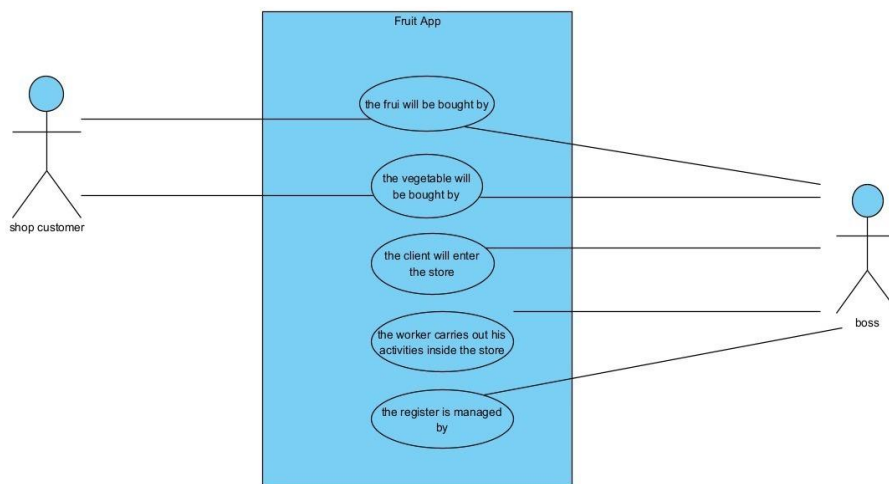 Fruit App
the frui will be bought by
the vegetable will
be bought by
shop customer
the client will enter
the store
the worker carries out his
activities inside the store
boss
the register is managed
by